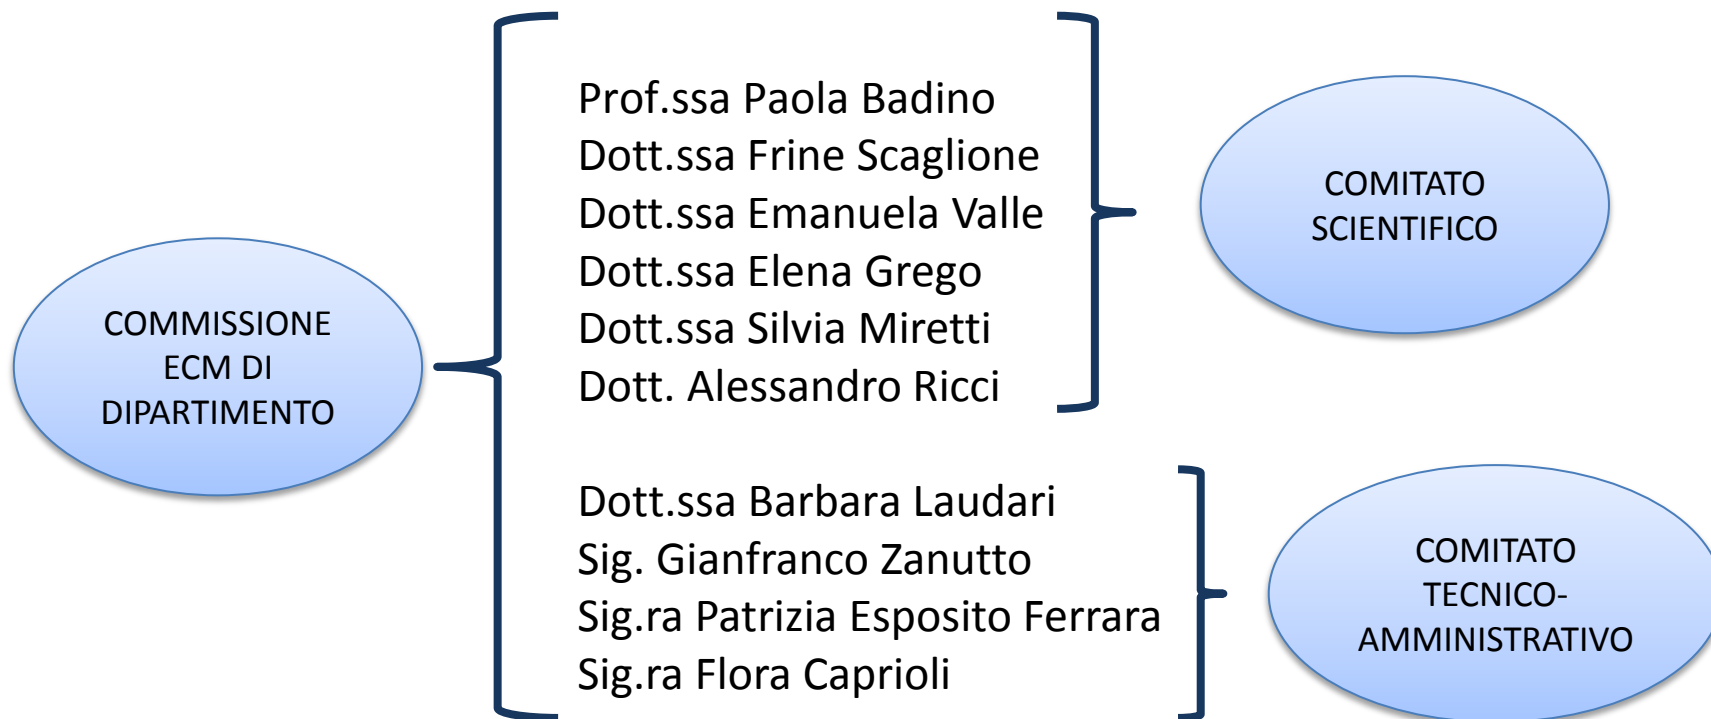 COMMISSIONE
ECM DI
DIPARTIMENTO
Prof.ssa Paola Badino
Dott.ssa Frine Scaglione
Dott.ssa Emanuela Valle
Dott.ssa Elena Grego
Dott.ssa Silvia Miretti
Dott. Alessandro Ricci
COMITATO
SCIENTIFICO
Dott.ssa Barbara Laudari
Sig. Gianfranco Zanutto
Sig.ra Patrizia Esposito Ferrara
Sig.ra Flora Caprioli
COMITATO
TECNICO-
AMMINISTRATIVO